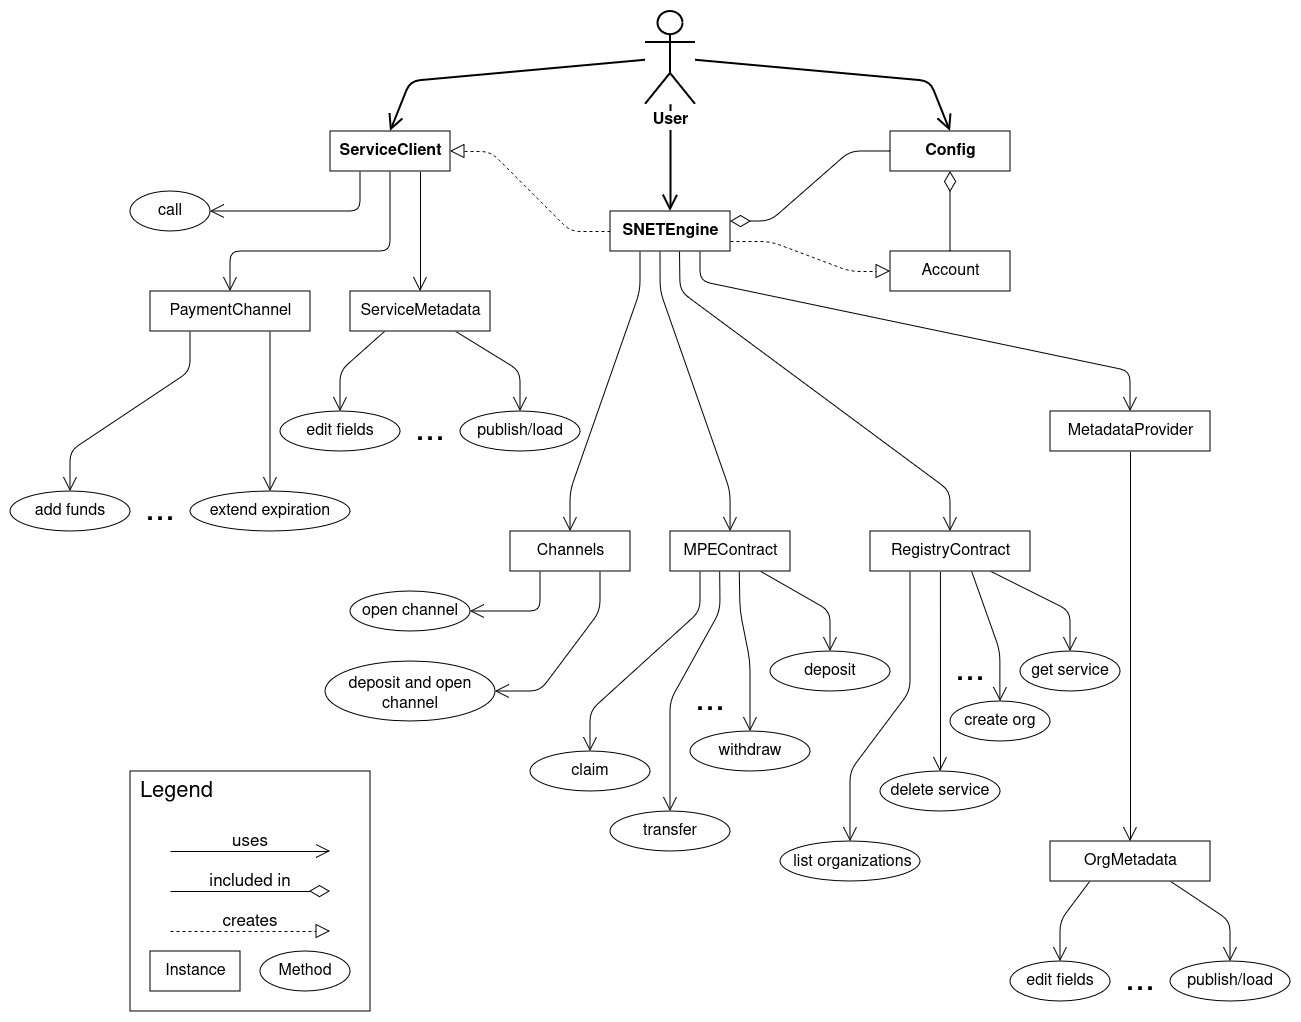 User
ServiceClient
Config
call
SNETEngine
Account
PaymentChannel
ServiceMetadata
edit fields
...
publish/load
MetadataProvider
add funds
...
extend expiration
Channels
MPEContract
RegistryContract
open channel
deposit and open
channel
deposit
get service
...
...
create org
withdraw
claim
delete service
transfer
list organizations
OrgMetadata
edit fields
...
publish/load
Legend
uses
included in
creates
Instance
Method